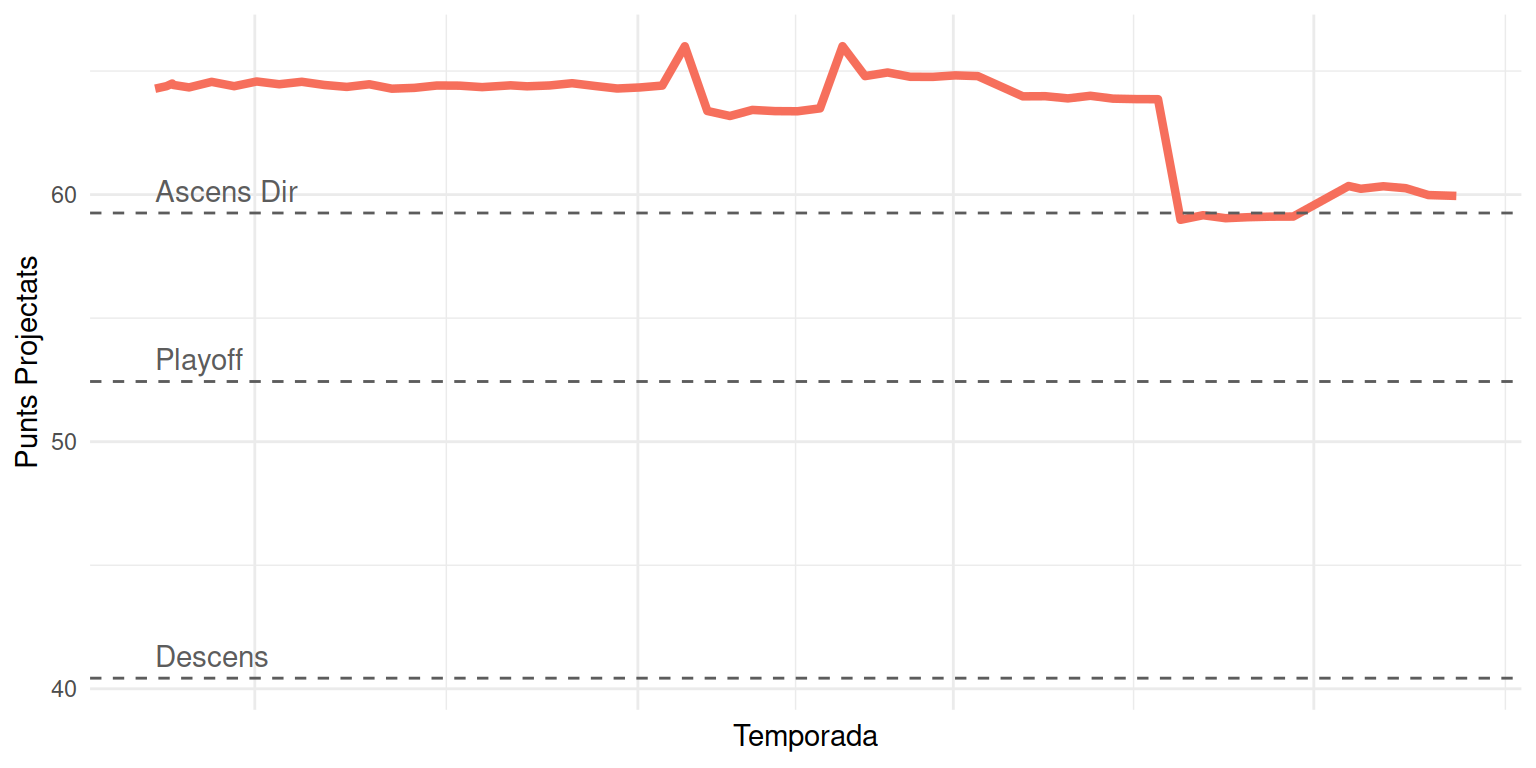 Ascens Dir
60
Playoff
50
Descens
40
Punts Projectats
Temporada